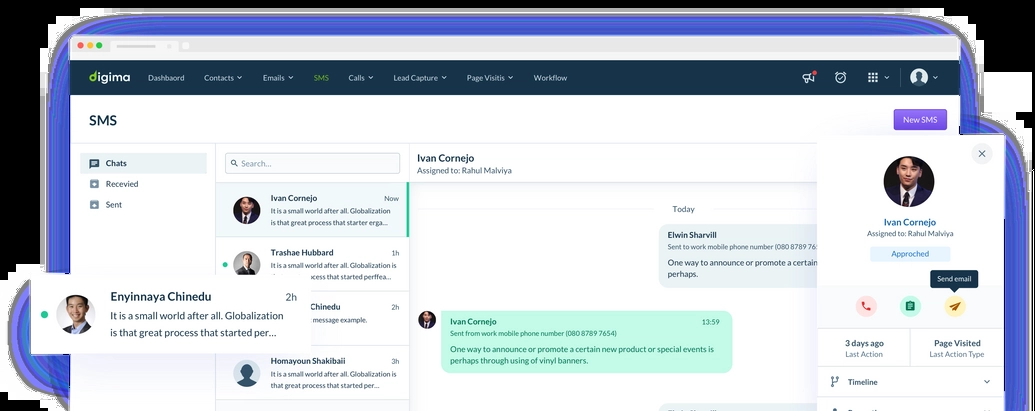 digima
Dashbaord
Contacts
Emails
SMS
Calls
Lead Capture
Page Visitis
Workflow
SMS
New SMS
Chats
Recevied
Sent
Search...
Ivan Cornejo
Now
It is a small world after all. Globalization
is that great process that starter erga...
Trashae Hubbard
1h
It is a small world after all. Globalization is
process that started perffea...
Enyinnaya Chinedu
2h
It is a small world after all. Globalization
is that great process that started per...
Chinedu
2h
message example.
Homayoun Shakibaii
3h
It is a small world after all. Globalization is
great process that started per...
Ivan Cornejo
Assigned to: Rahul Malviya
Today
Elwin Sharvill
Sent to work mobile phone number (080 8789 76
One way to announce or promote a certain
perhaps.
Ivan Cornejo
13:59
Sent from work mobile phone number (080 8789 7654)
One way to announce or promote a certain new product or special events is
perhaps through using of vinyl banners.
Ivan Cornejo
Assigned to: Rahul Malviya
Approched
Send email
3 days ago
Last Action
Page Visited
Last Action Type
Timeline